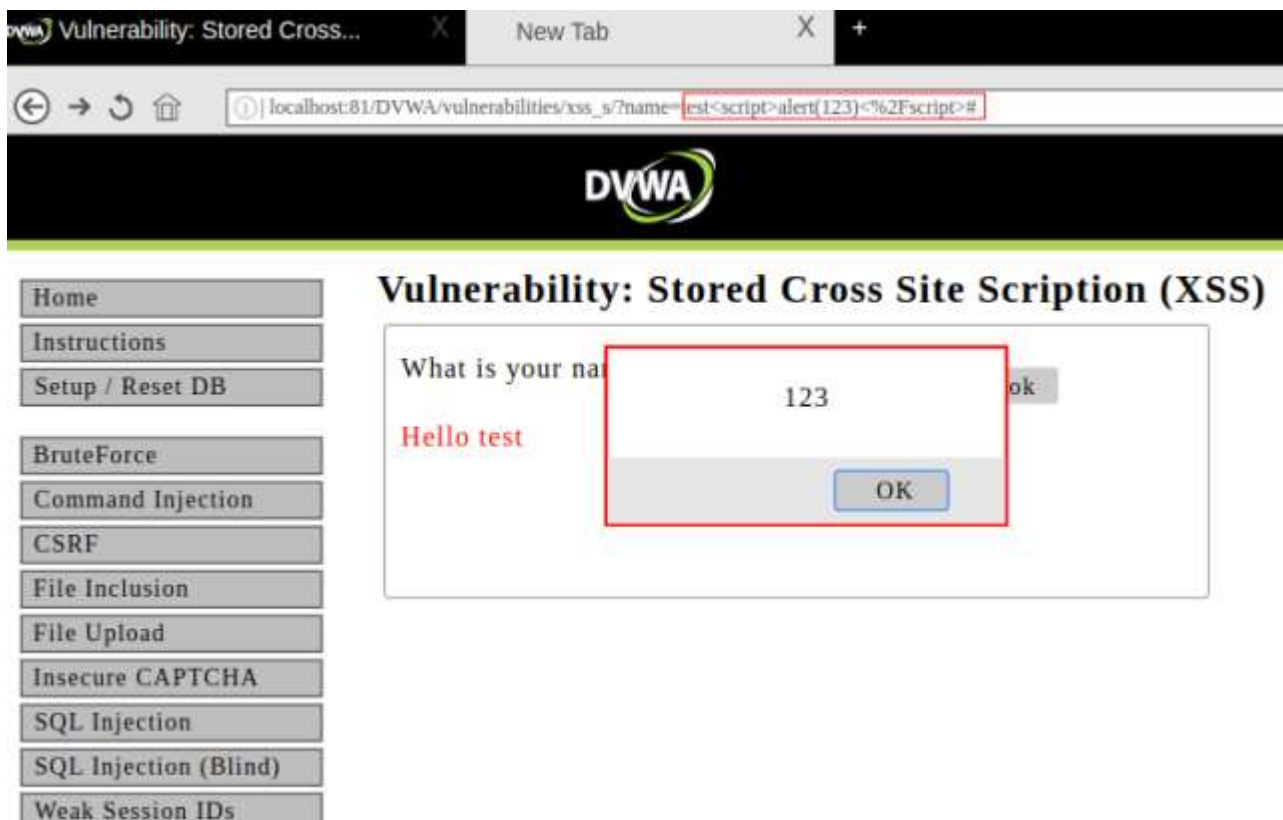 DVWA Vulnerability: Stored Cross... X New Tab X +
localhost:81/DVWA/vulnerabilities/xss_s/?name=test<script>alert(123)<%2Fscript>#
DVWA
Vulnerability: Stored Cross Site Scription (XSS)
Home
Instructions
Setup / Reset DB
BruteForce
Command Injection
CSRF
File Inclusion
File Upload
Insecure CAPTCHA
SQL Injection
SQL Injection (Blind)
Weak Session IDs
What is your
ok
Hello test
123
OK